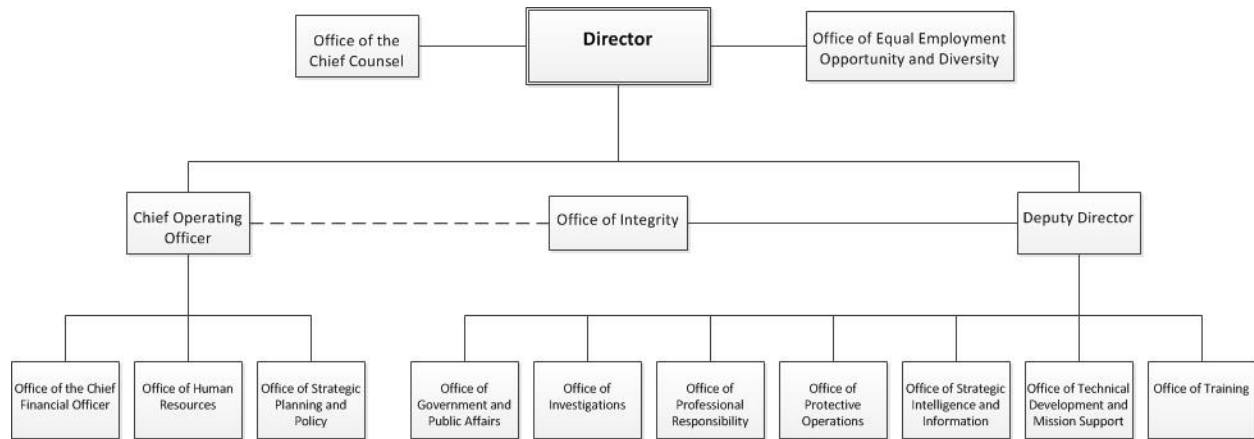 Office of the
Chief Counsel
Director
Office of Equal Employment
Opportunity and Diversity
Chief Operating
Officer
Office of Integrity
Deputy Director
Office of the Chief
Financial Officer
Office of Human
Resources
Office of Strategic
Planning and
Policy
Office of
Government and
Public Affairs
Office of
Investigations
Office of
Professional
Responsibility
Office of
Protective
Operations
Office of Strategic
Intelligence and
Information
Office of Technical
Development and
Mission Support
Office of Training